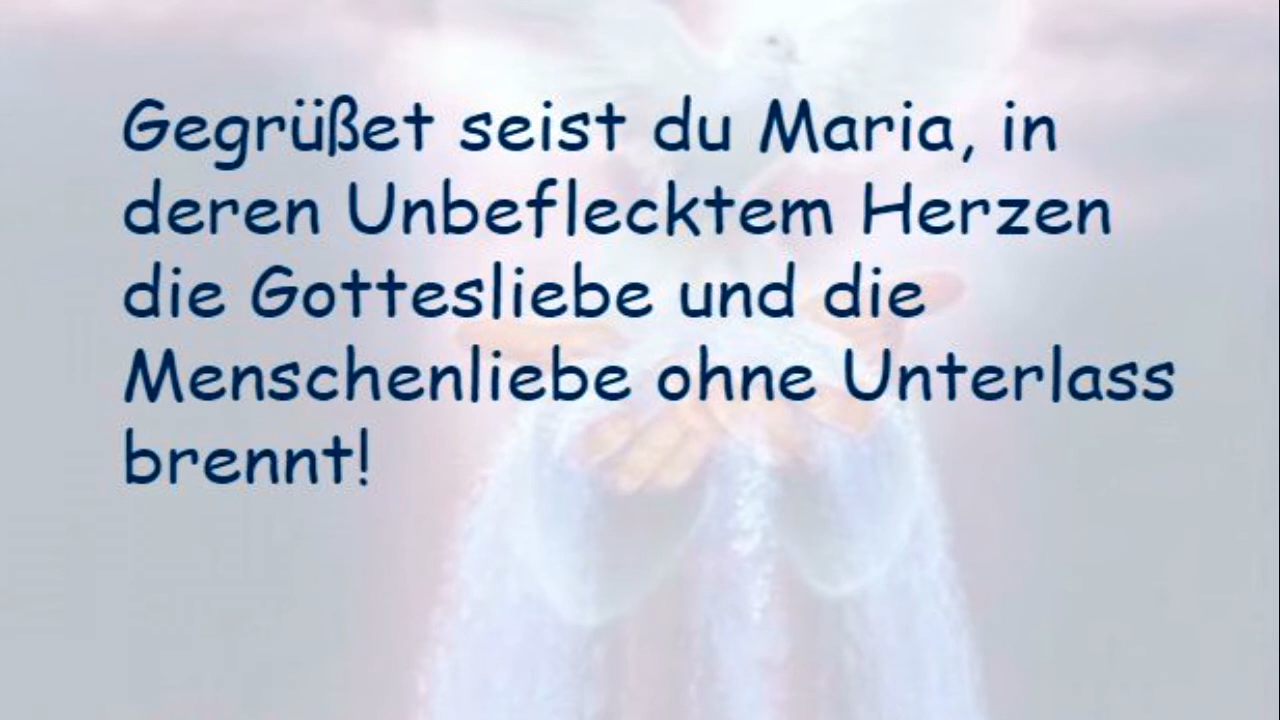 Gegrüßet seist du Maria, in
deren Unbeflecktem Herzen
die Gottesliebe und die
Menschenliebe ohne Unterlass
brennt!